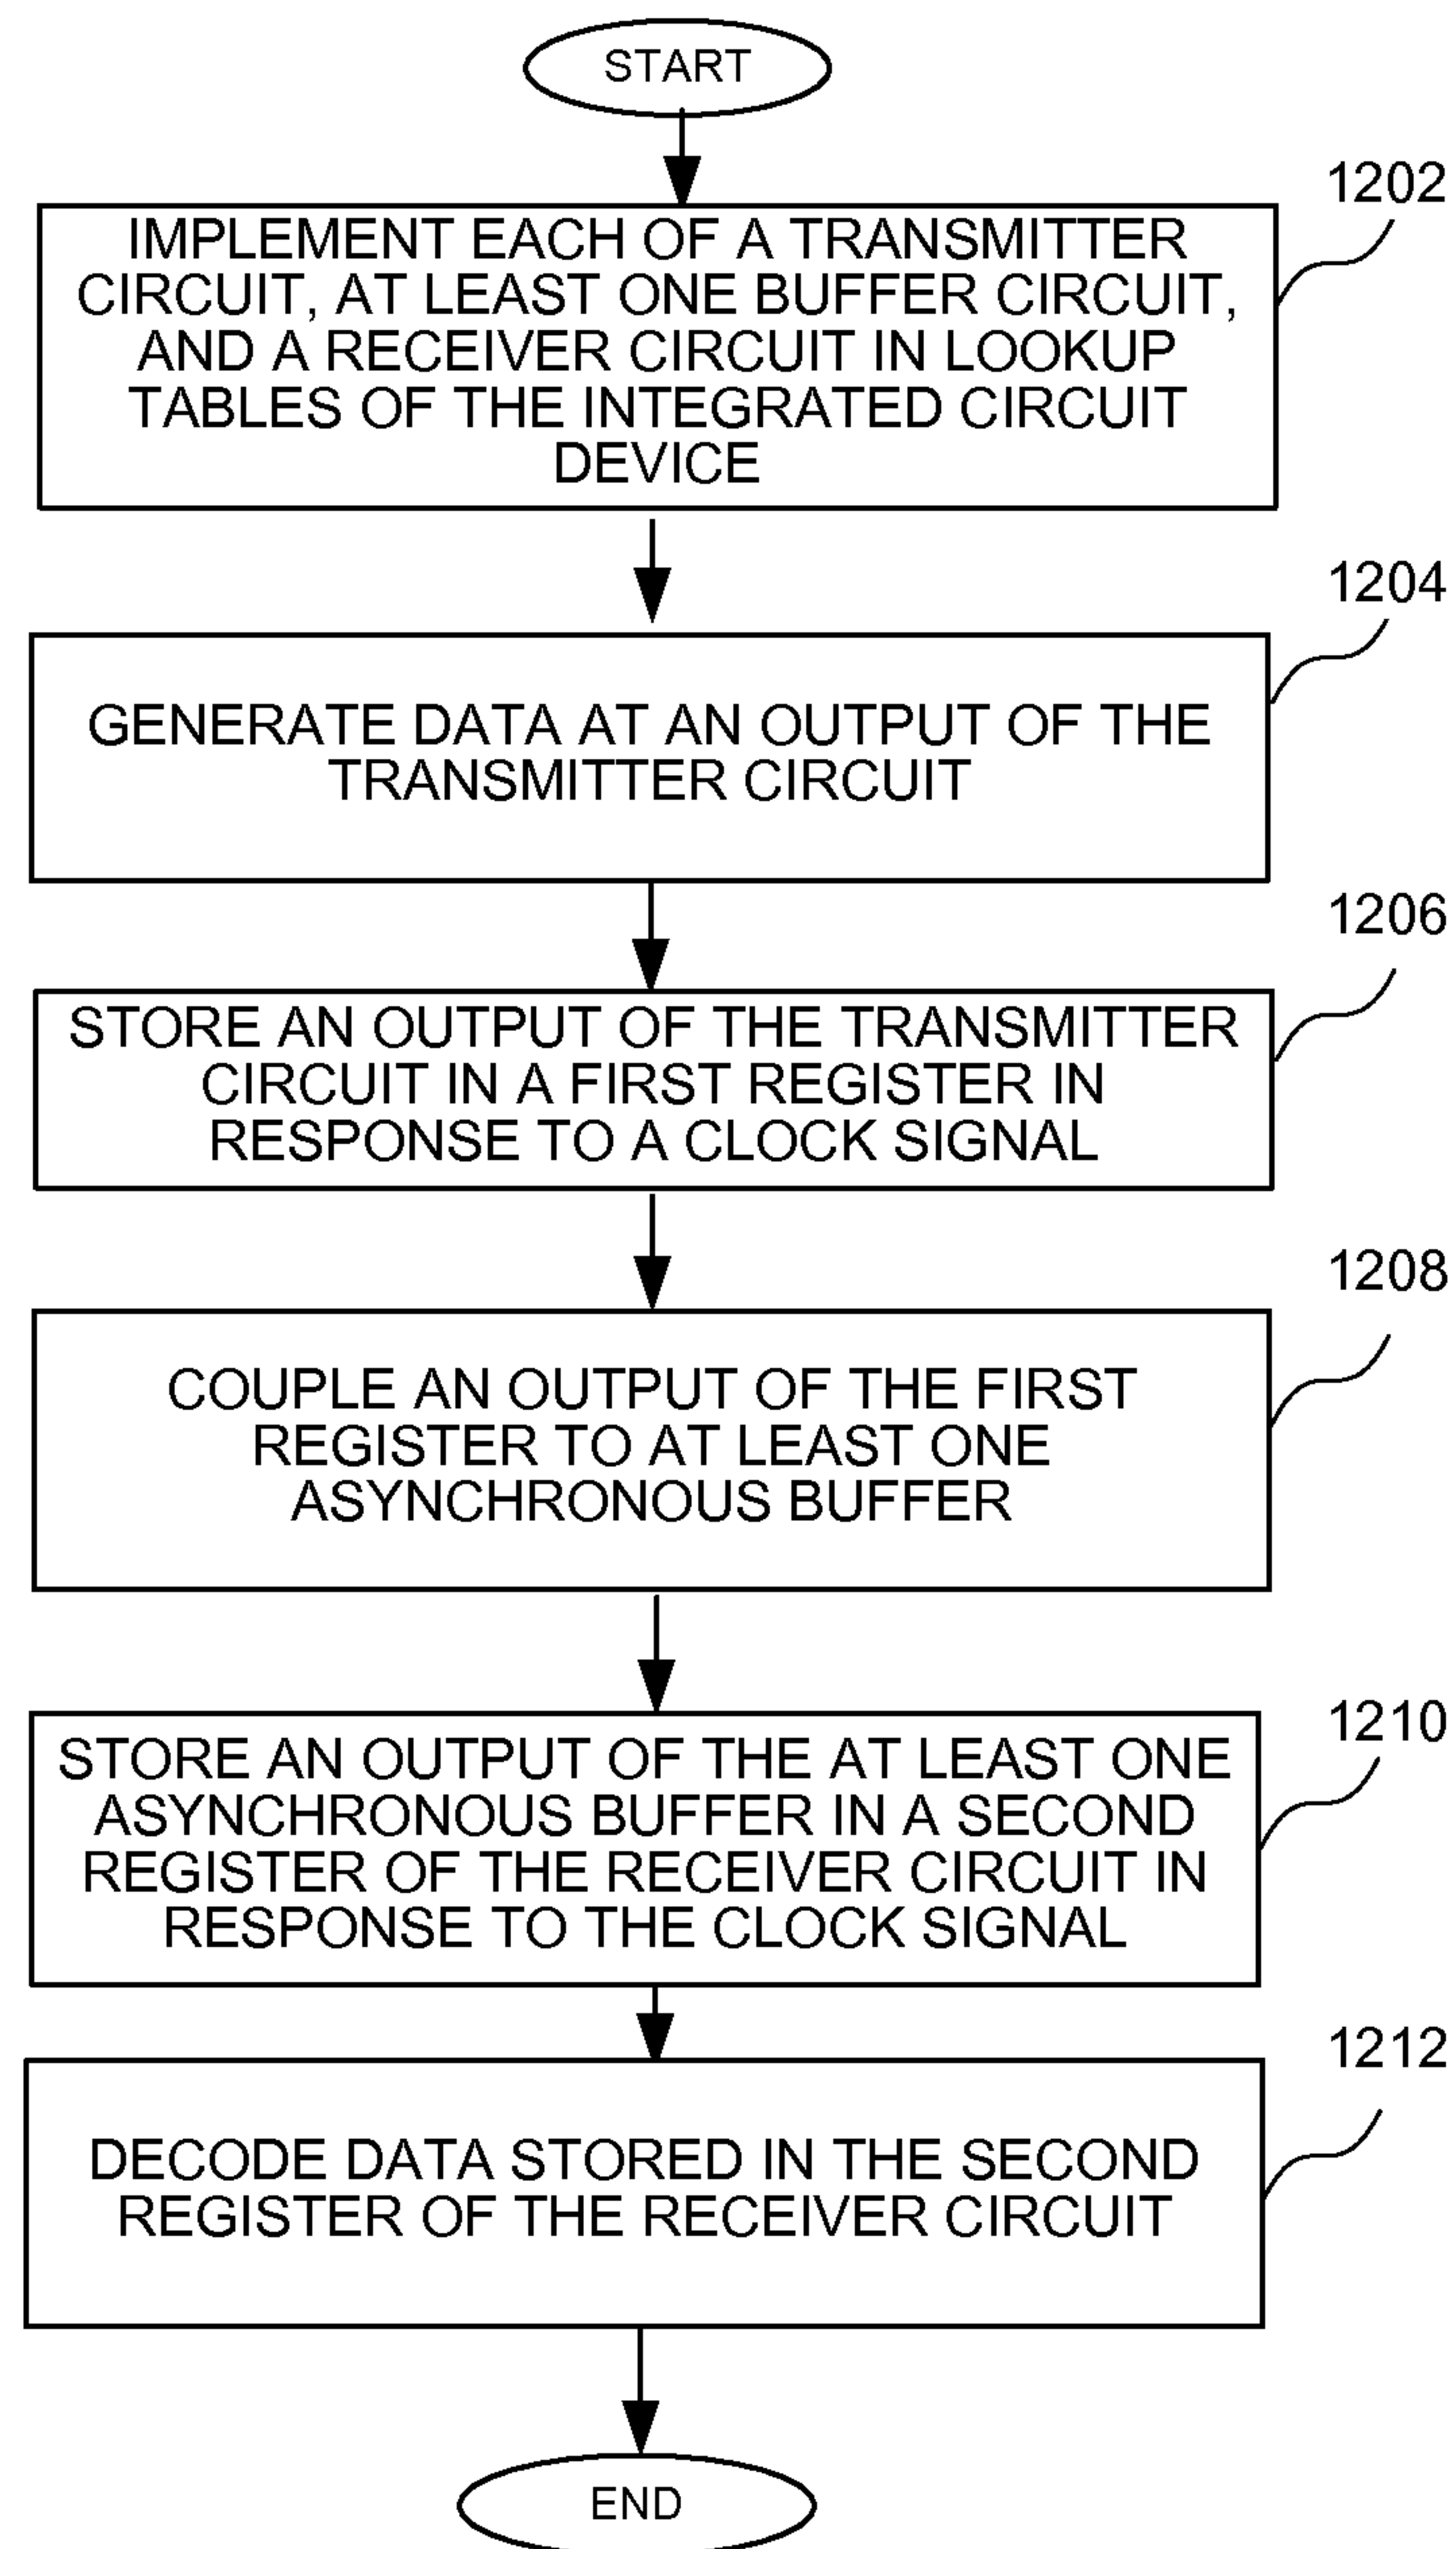 START
1202
IMPLEMENT EACH OF A TRANSMITTER
CIRCUIT, AT LEAST ONE BUFFER CIRCUIT,
AND A RECEIVER CIRCUIT IN LOOKUP
TABLES OF THE INTEGRATED CIRCUIT
DEVICE
1204
GENERATE DATA AT AN OUTPUT OF THE
TRANSMITTER CIRCUIT
1206
STORE AN OUTPUT OF THE TRANSMITTER
CIRCUIT IN A FIRST REGISTER IN
RESPONSE TO A CLOCK SIGNAL
1208
COUPLE AN OUTPUT OF THE FIRST
REGISTER TO AT LEAST ONE
ASYNCHRONOUS BUFFER
1210
STORE AN OUTPUT OF THE AT LEAST ONE
ASYNCHRONOUS BUFFER IN A SECOND
REGISTER OF THE RECEIVER CIRCUIT IN
RESPONSE TO THE CLOCK SIGNAL
1212
DECODE DATA STORED IN THE SECOND
REGISTER OF THE RECEIVER CIRCUIT
END